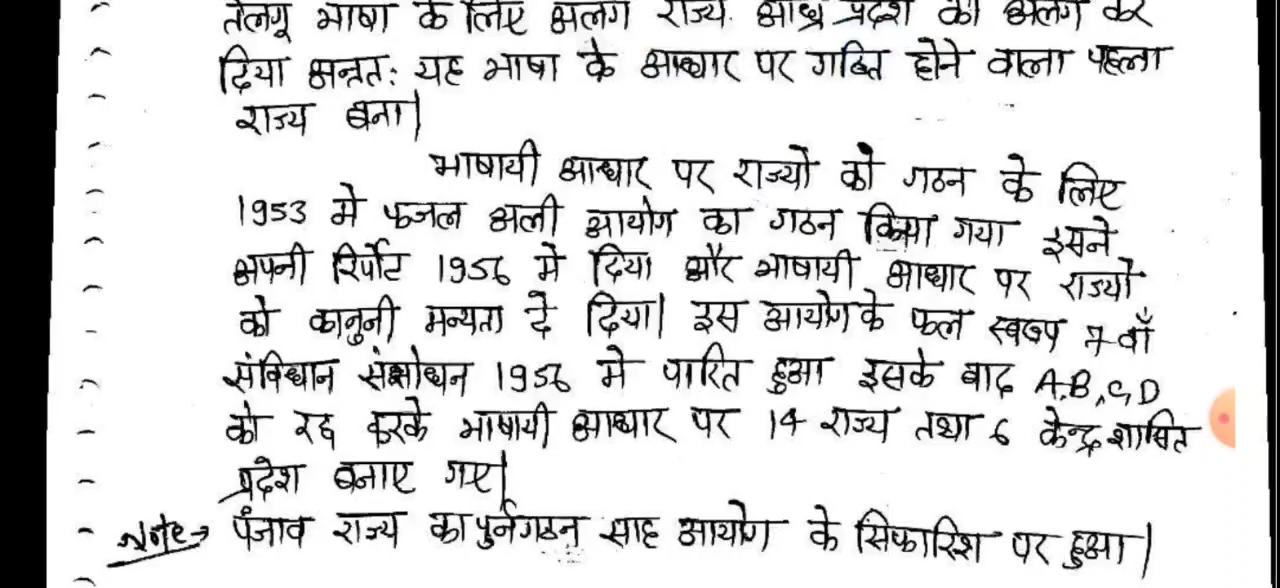 तेलगू भाषा के लिए अलग राज्य आंध्र प्रदेश को अलग कर
दिया अन्नतः यह भाषा के आधार पर गठित होने वाला पहला
राज्य बना।
भाषायी आधार पर राज्यो को गठन के लिए
1953 मे फजल अली आयोग का गठन किया गया इसने
अपनी रिर्पोट 1956 मे दिया और भाषायी आधार पर राज्यो
को कानुनी मन्यता दे दिया। इस आयोग के फल स्वरूप 7 वाँ
संविधान संसोधन 1956 मे पारित हुआ इसके बाद A,B,C,D
को रद्द करके भाषायी आधार पर 14 राज्य तथा 6 केन्द्र शासित
प्रदेश बनाए गए।
Note → पंजाव राज्य का पुर्नगठन साह आयोग के सिफारिश पर हुआ।